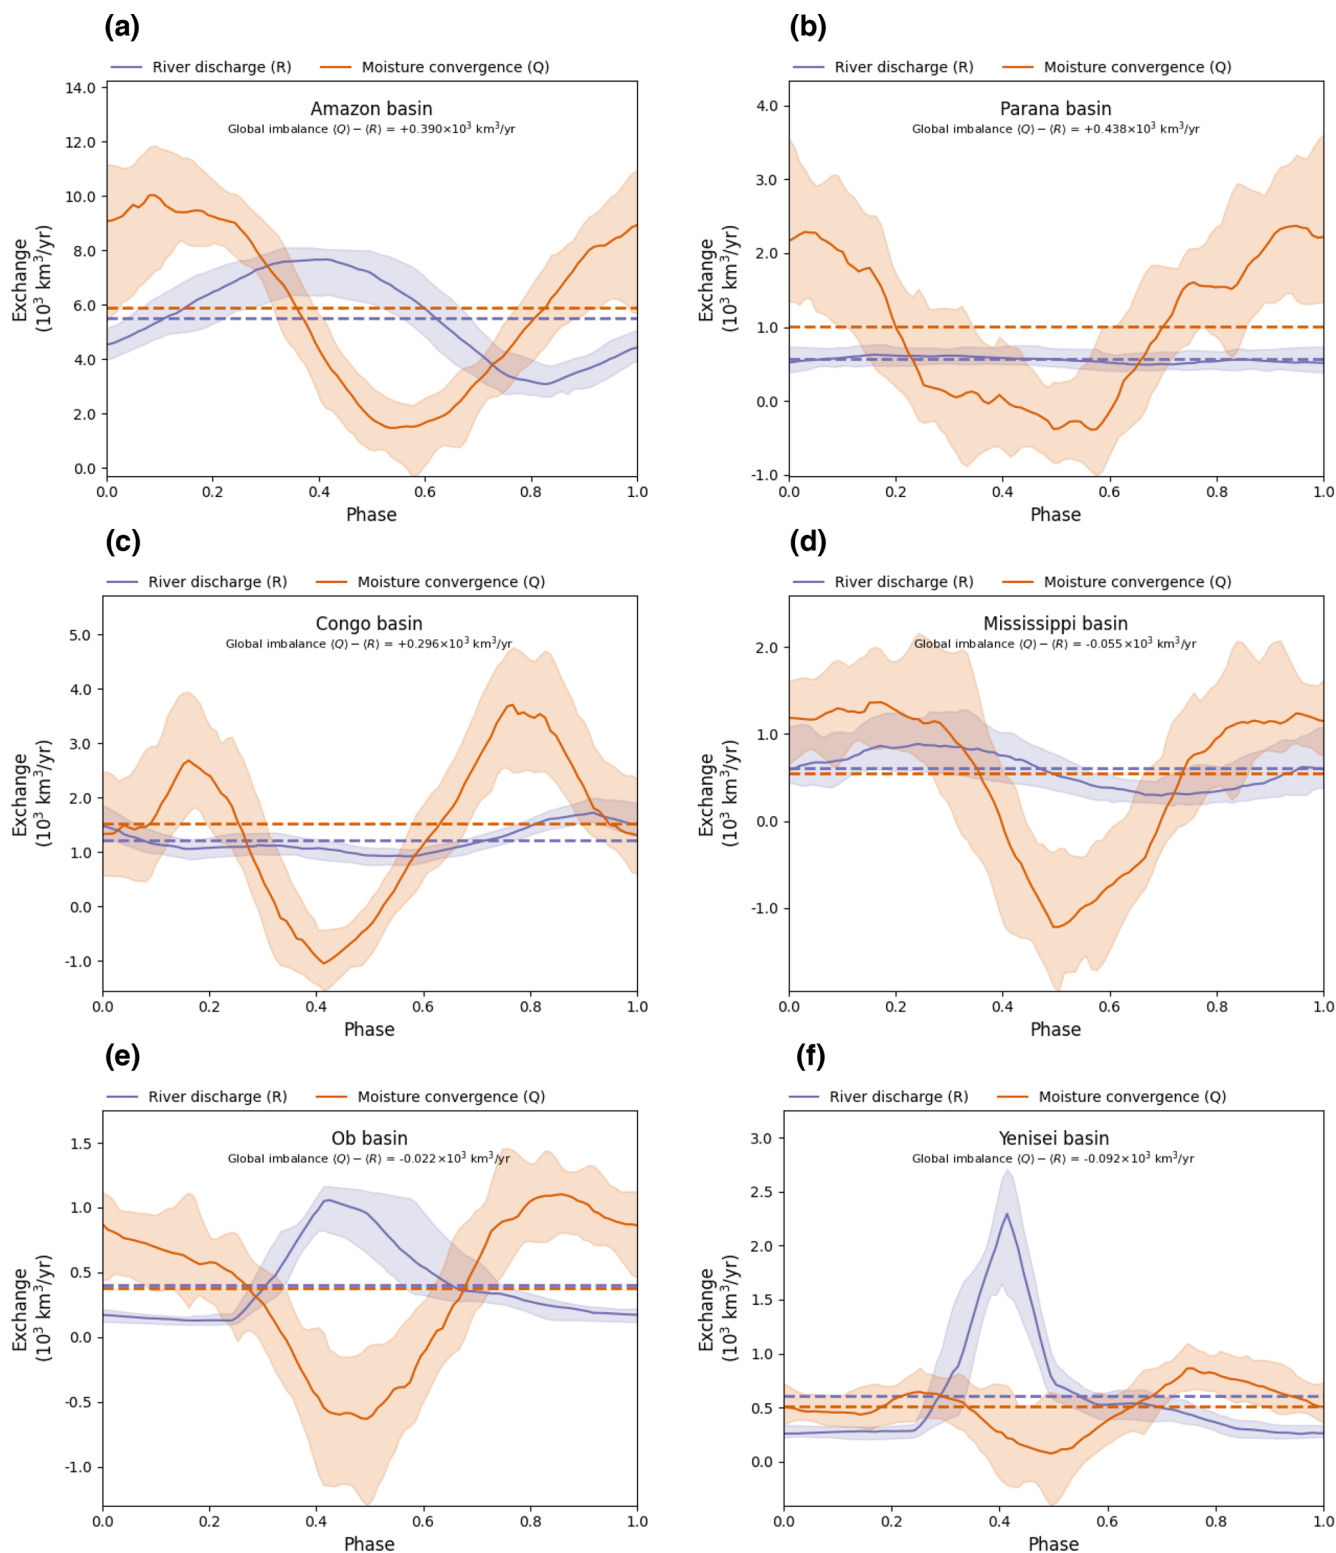 (a)
River discharge (R) Moisture convergence (Q)
Amazon basin
Global imbalance ⟨Q⟩ − ⟨R⟩ = +0.390×10³ km³/yr
Exchange
(10³ km³/yr)
14.0
12.0
10.0
8.0
6.0
4.0
2.0
0.0
0.0 0.2 0.4 0.6 0.8 1.0
Phase
(b)
River discharge (R) Moisture convergence (Q)
Parana basin
Global imbalance ⟨Q⟩ − ⟨R⟩ = +0.438×10³ km³/yr
Exchange
(10³ km³/yr)
4.0
3.0
2.0
1.0
0.0
-1.0
0.0 0.2 0.4 0.6 0.8 1.0
Phase
(c)
River discharge (R) Moisture convergence (Q)
Congo basin
Global imbalance ⟨Q⟩ − ⟨R⟩ = +0.296×10³ km³/yr
Exchange
(10³ km³/yr)
5.0
4.0
3.0
2.0
1.0
0.0
-1.0
0.0 0.2 0.4 0.6 0.8 1.0
Phase
(d)
River discharge (R) Moisture convergence (Q)
Mississippi basin
Global imbalance ⟨Q⟩ − ⟨R⟩ = -0.055×10³ km³/yr
Exchange
(10³ km³/yr)
2.0
1.0
0.0
-1.0
0.0 0.2 0.4 0.6 0.8 1.0
Phase
(e)
River discharge (R) Moisture convergence (Q)
Ob basin
Global imbalance ⟨Q⟩ − ⟨R⟩ = -0.022×10³ km³/yr
Exchange
(10³ km³/yr)
1.5
1.0
0.5
0.0
-0.5
-1.0
0.0 0.2 0.4 0.6 0.8 1.0
Phase
(f)
River discharge (R) Moisture convergence (Q)
Yenisei basin
Global imbalance ⟨Q⟩ − ⟨R⟩ = -0.092×10³ km³/yr
Exchange
(10³ km³/yr)
3.0
2.5
2.0
1.5
1.0
0.5
0.0
0.0 0.2 0.4 0.6 0.8 1.0
Phase